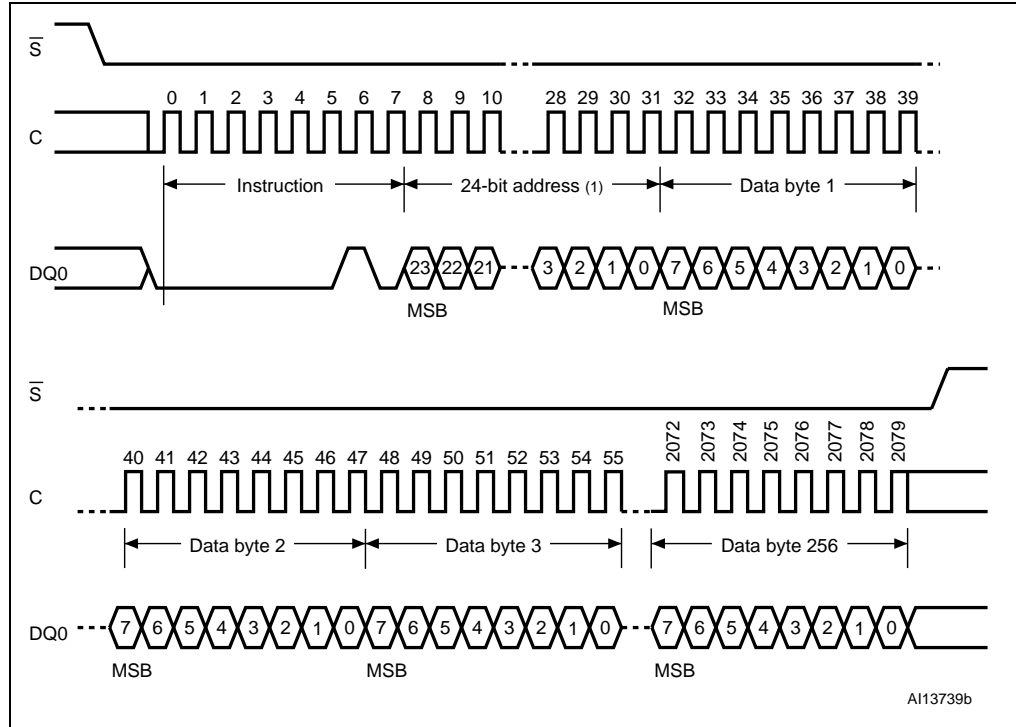 S
0 1 2 3 4 5 6 7 8 9 10 28 29 30 31 32 33 34 35 36 37 38 39
C
Instruction 24-bit address (1) Data byte 1
DQ0 23 22 21 3 2 1 0 7 6 5 4 3 2 1 0
MSB MSB
S
40 41 42 43 44 45 46 47 48 49 50 51 52 53 54 55 2072 2073 2074 2075 2076 2077 2078 2079
C
Data byte 2 Data byte 3 Data byte 256
DQ0 7 6 5 4 3 2 1 0 7 6 5 4 3 2 1 0 7 6 5 4 3 2 1 0
MSB MSB MSB
AI13739b